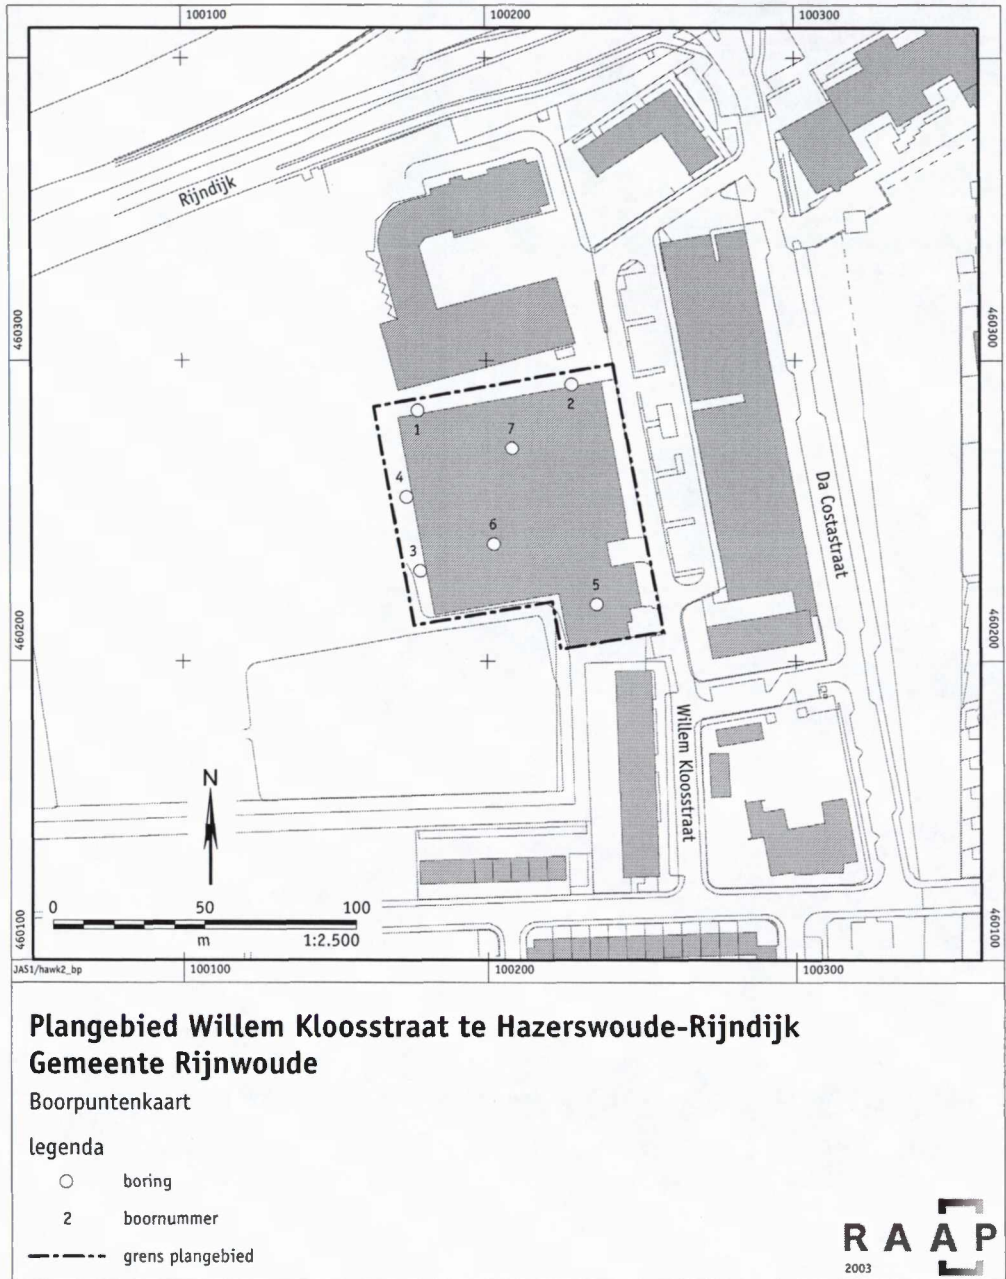 100100 100200 100300
Rijndijk
460300 460300
1
2
7
4
6
3
5
Da Costastraat
460200 460200
Willem Kloosstraat
N
0 50 100
m 1:2.500
460100 460100
JAS1/hawk2_bp
100100 100200 100300
Plangebied Willem Kloosstraat te Hazerswoude-Rijndijk
Gemeente Rijnwoude
Boorpuntenkaart
legenda
boring
2 boornummer
grens plangebied
RAAP
2003